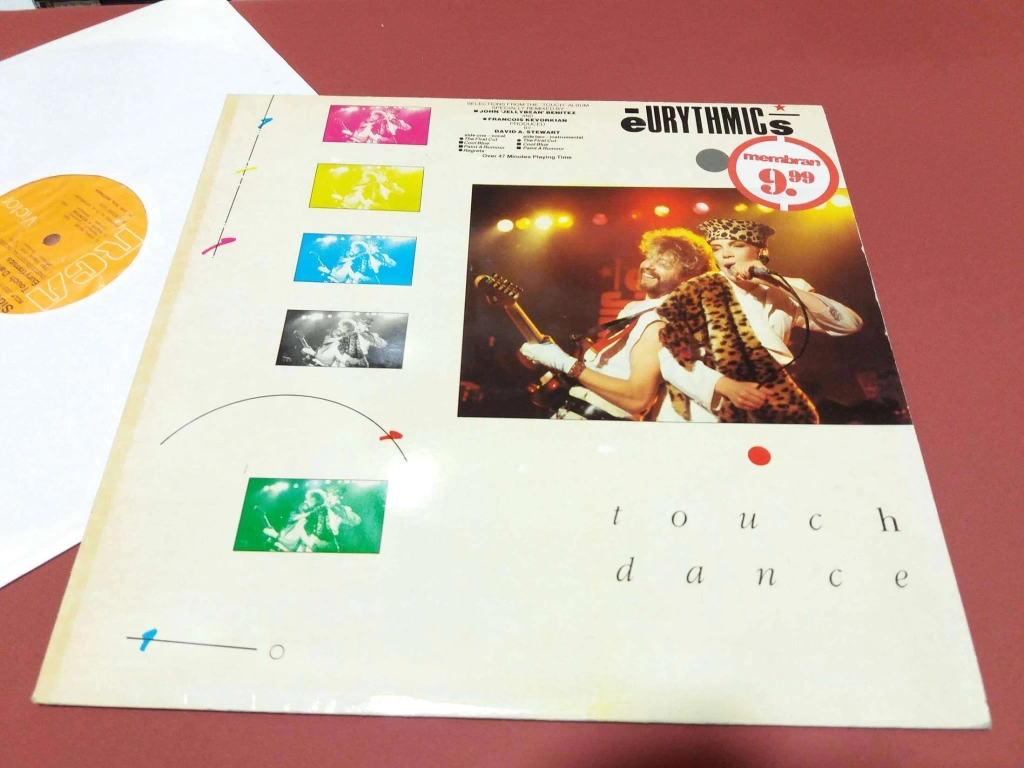 SELECTIONS FROM THE 'TOUCH' ALBUM
SPECIALLY REMIXED BY
JOHN 'JELLYBEAN' BENITEZ
AND
FRANCOIS KEVORKIAN
PRODUCED
BY
DAVID A. STEWART
side one - vocal
The First Cut
Cool Blue
Paint A Rumour
Regrets
side two - instrumental
The First Cut
Cool Blue
Paint A Rumour
Over 47 Minutes Playing Time
EURYTHMICS
membran
9.99
touch
dance
RCA
Victor